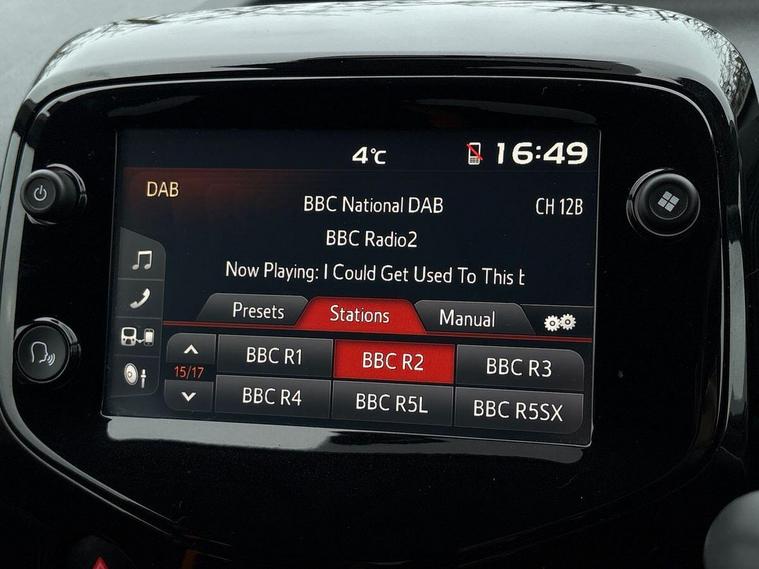 4°C 16:49
DAB
BBC National DAB CH 12B
BBC Radio2
Now Playing: I Could Get Used To This t
Presets Stations Manual
15/17
BBC R1 BBC R2 BBC R3
BBC R4 BBC R5L BBC R5SX